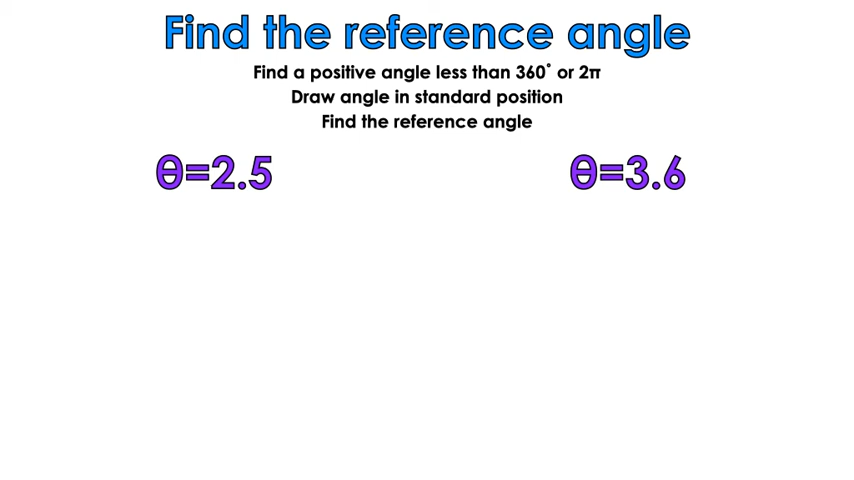 Find the reference angle
Find a positive angle less than 360° or 2π
Draw angle in standard position
Find the reference angle
θ=2.5
θ=3.6